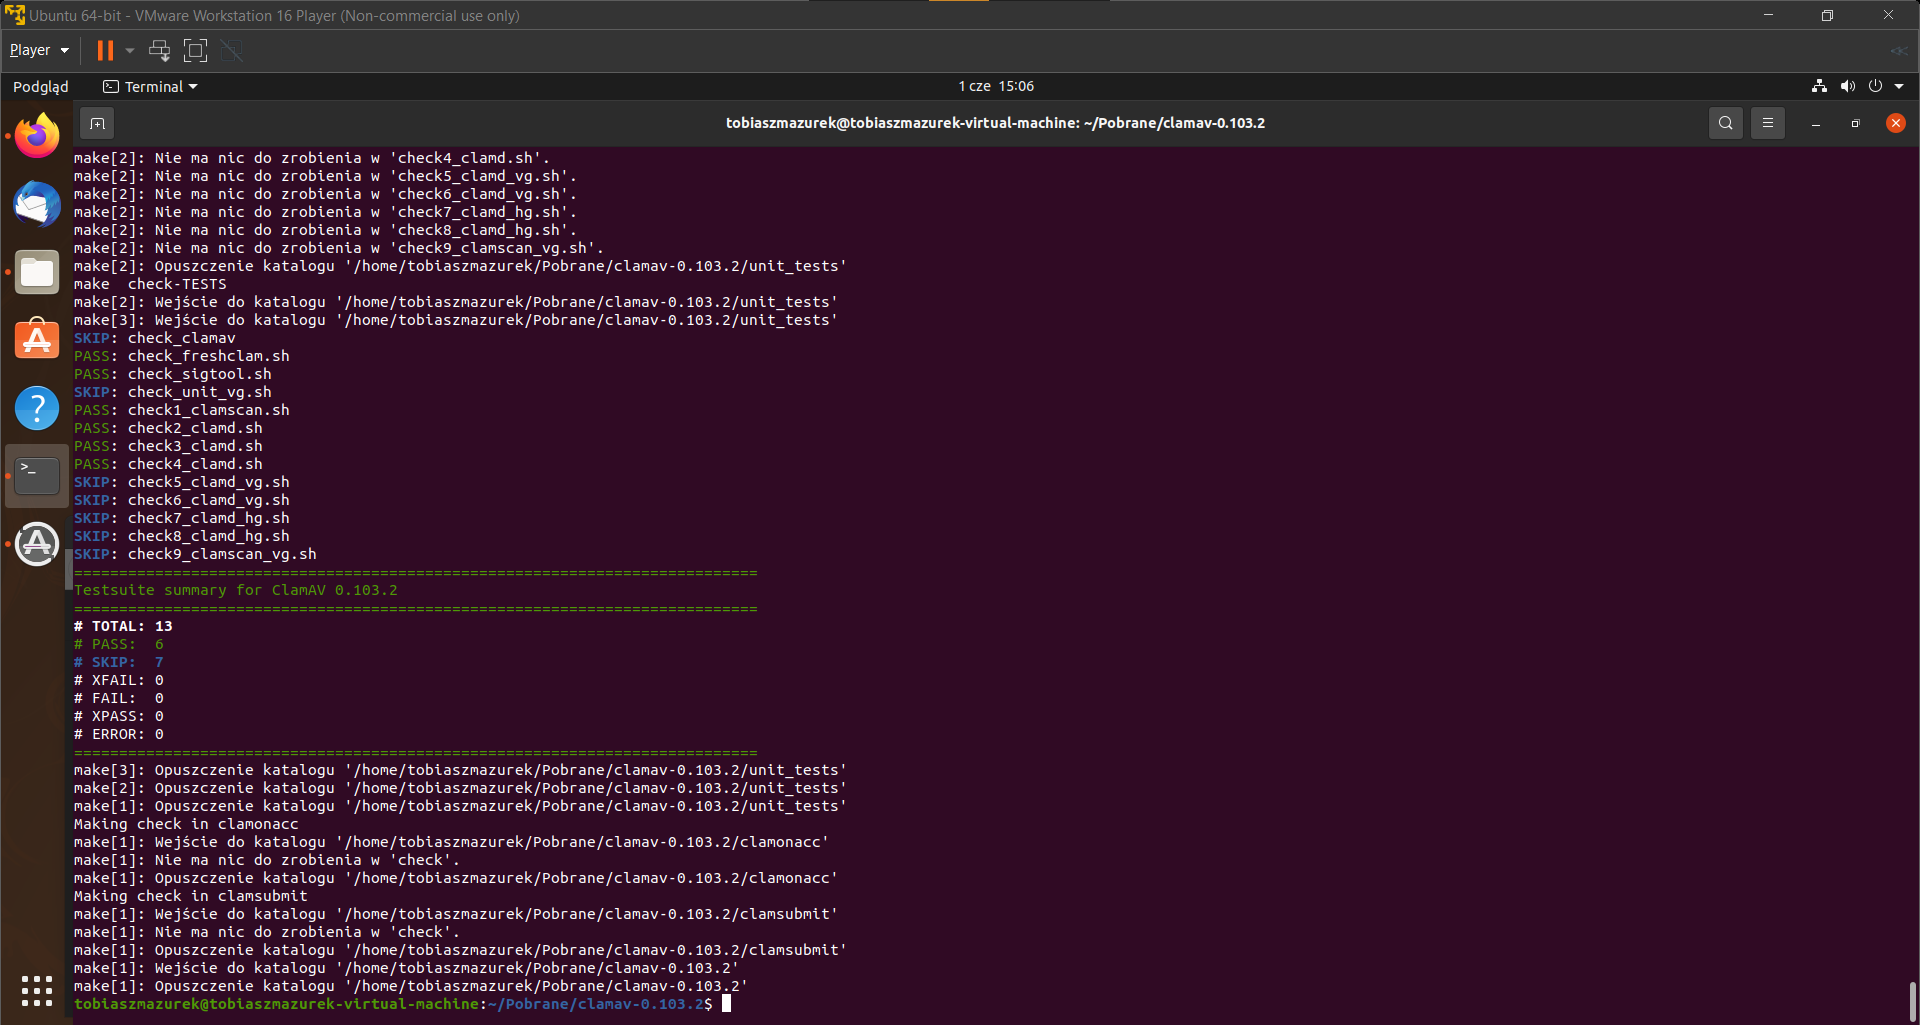 Ubuntu 64-bit - VMware Workstation 16 Player (Non-commercial use only)
Player
Podgląd
Terminal
1 cze 15:06
tobiaszmazurek@tobiaszmazurek-virtual-machine: ~/Pobrane/clamav-0.103.2
make[2]: Nie ma nic do zrobienia w 'check4_clamd.sh'.
make[2]: Nie ma nic do zrobienia w 'check5_clamd_vg.sh'.
make[2]: Nie ma nic do zrobienia w 'check6_clamd_vg.sh'.
make[2]: Nie ma nic do zrobienia w 'check7_clamd_hg.sh'.
make[2]: Nie ma nic do zrobienia w 'check8_clamd_hg.sh'.
make[2]: Nie ma nic do zrobienia w 'check9_clamscan_vg.sh'.
make[2]: Opuszczenie katalogu '/home/tobiaszmazurek/Pobrane/clamav-0.103.2/unit_tests'
make  check-TESTS
make[2]: Wejście do katalogu '/home/tobiaszmazurek/Pobrane/clamav-0.103.2/unit_tests'
make[3]: Wejście do katalogu '/home/tobiaszmazurek/Pobrane/clamav-0.103.2/unit_tests'
SKIP: check_clamav
PASS: check_freshclam.sh
PASS: check_sigtool.sh
SKIP: check_unit_vg.sh
PASS: check1_clamscan.sh
PASS: check2_clamd.sh
PASS: check3_clamd.sh
PASS: check4_clamd.sh
SKIP: check5_clamd_vg.sh
SKIP: check6_clamd_vg.sh
SKIP: check7_clamd_hg.sh
SKIP: check8_clamd_hg.sh
SKIP: check9_clamscan_vg.sh
============================================================================
Testsuite summary for ClamAV 0.103.2
============================================================================
# TOTAL: 13
# PASS:  6
# SKIP:  7
# XFAIL: 0
# FAIL:  0
# XPASS: 0
# ERROR: 0
============================================================================
make[3]: Opuszczenie katalogu '/home/tobiaszmazurek/Pobrane/clamav-0.103.2/unit_tests'
make[2]: Opuszczenie katalogu '/home/tobiaszmazurek/Pobrane/clamav-0.103.2/unit_tests'
make[1]: Opuszczenie katalogu '/home/tobiaszmazurek/Pobrane/clamav-0.103.2/unit_tests'
Making check in clamonacc
make[1]: Wejście do katalogu '/home/tobiaszmazurek/Pobrane/clamav-0.103.2/clamonacc'
make[1]: Nie ma nic do zrobienia w 'check'.
make[1]: Opuszczenie katalogu '/home/tobiaszmazurek/Pobrane/clamav-0.103.2/clamonacc'
Making check in clamsubmit
make[1]: Wejście do katalogu '/home/tobiaszmazurek/Pobrane/clamav-0.103.2/clamsubmit'
make[1]: Nie ma nic do zrobienia w 'check'.
make[1]: Opuszczenie katalogu '/home/tobiaszmazurek/Pobrane/clamav-0.103.2/clamsubmit'
make[1]: Wejście do katalogu '/home/tobiaszmazurek/Pobrane/clamav-0.103.2'
make[1]: Opuszczenie katalogu '/home/tobiaszmazurek/Pobrane/clamav-0.103.2'
tobiaszmazurek@tobiaszmazurek-virtual-machine:~/Pobrane/clamav-0.103.2$